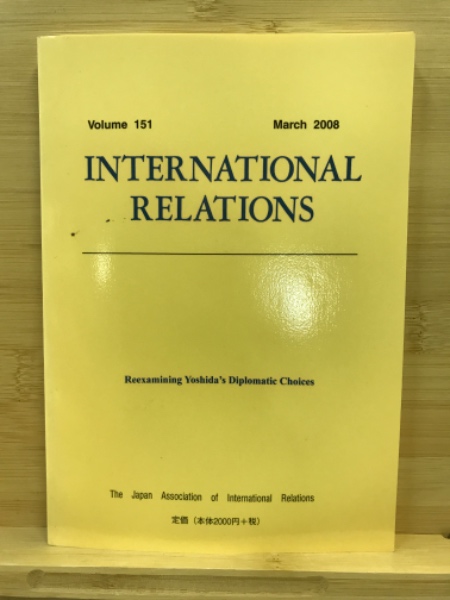 Volume 151 March 2008
INTERNATIONAL
RELATIONS
Reexamining Yoshida's Diplomatic Choices
The Japan Association of International Relations
定価（本体2000円＋税）